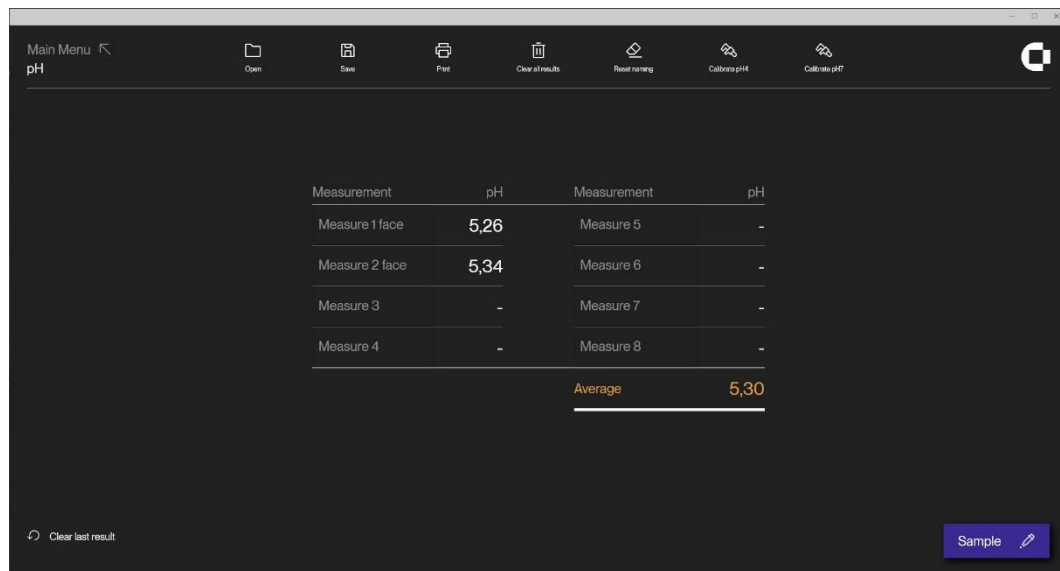 Main Menu
pH
Open
Save
Print
Clear all results
Reset naming
Calibrate pH4
Calibrate pH7
Measurement pH Measurement pH
Measure 1 face 5,26 Measure 5 -
Measure 2 face 5,34 Measure 6 -
Measure 3 - Measure 7 -
Measure 4 - Measure 8 -
Average 5,30
Clear last result
Sample